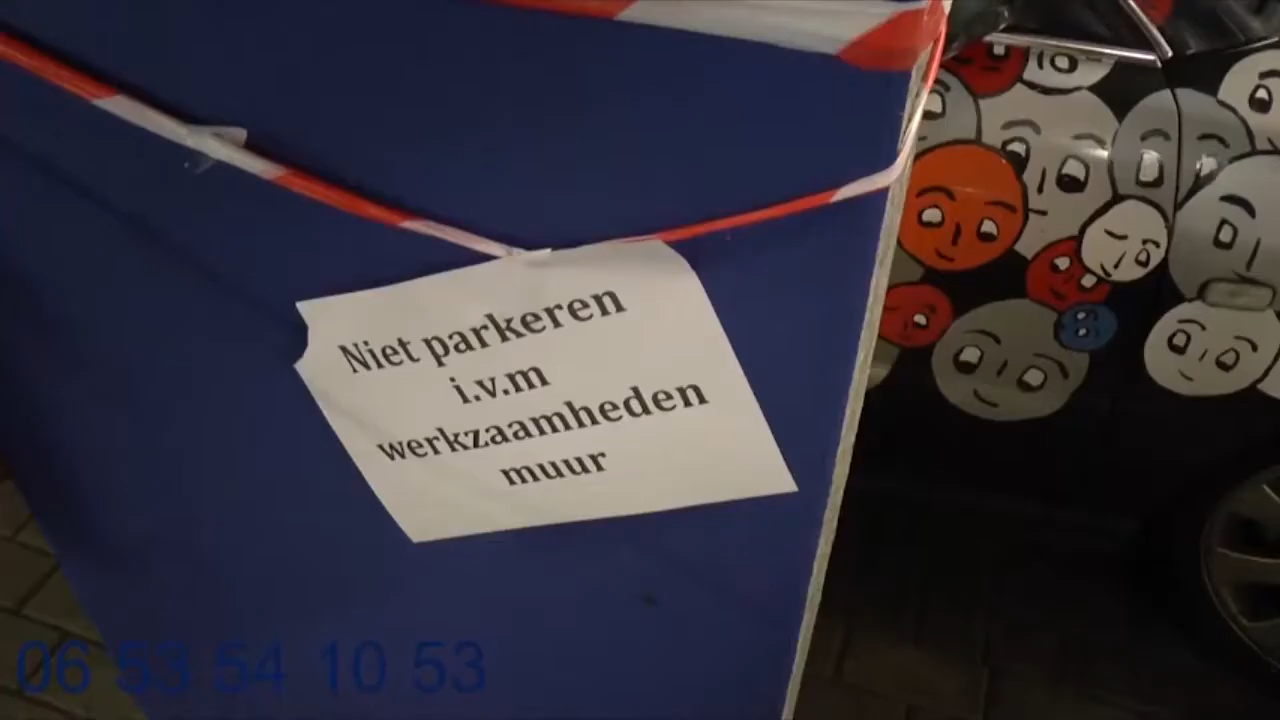 Niet parkeren
i.v.m
werkzaamheden
muur
06 53 54 10 53